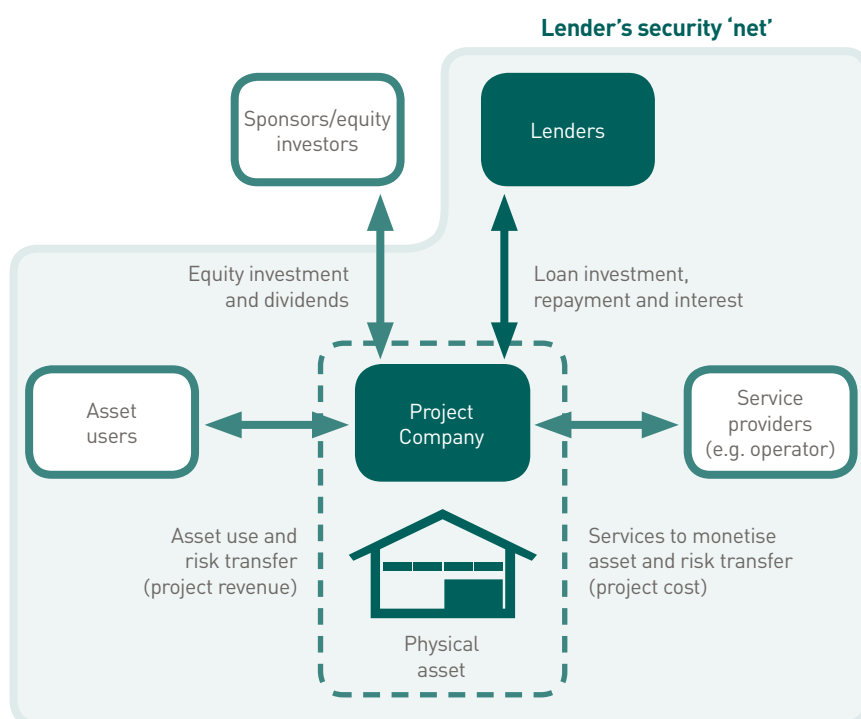 Lender’s security ‘net’
Sponsors/equity
investors
Lenders
Equity investment
and dividends
Loan investment,
repayment and interest
Asset
users
Project
Company
Service
providers
(e.g. operator)
Asset use and
risk transfer
(project revenue)
Services to monetise
asset and risk transfer
(project cost)
Physical
asset